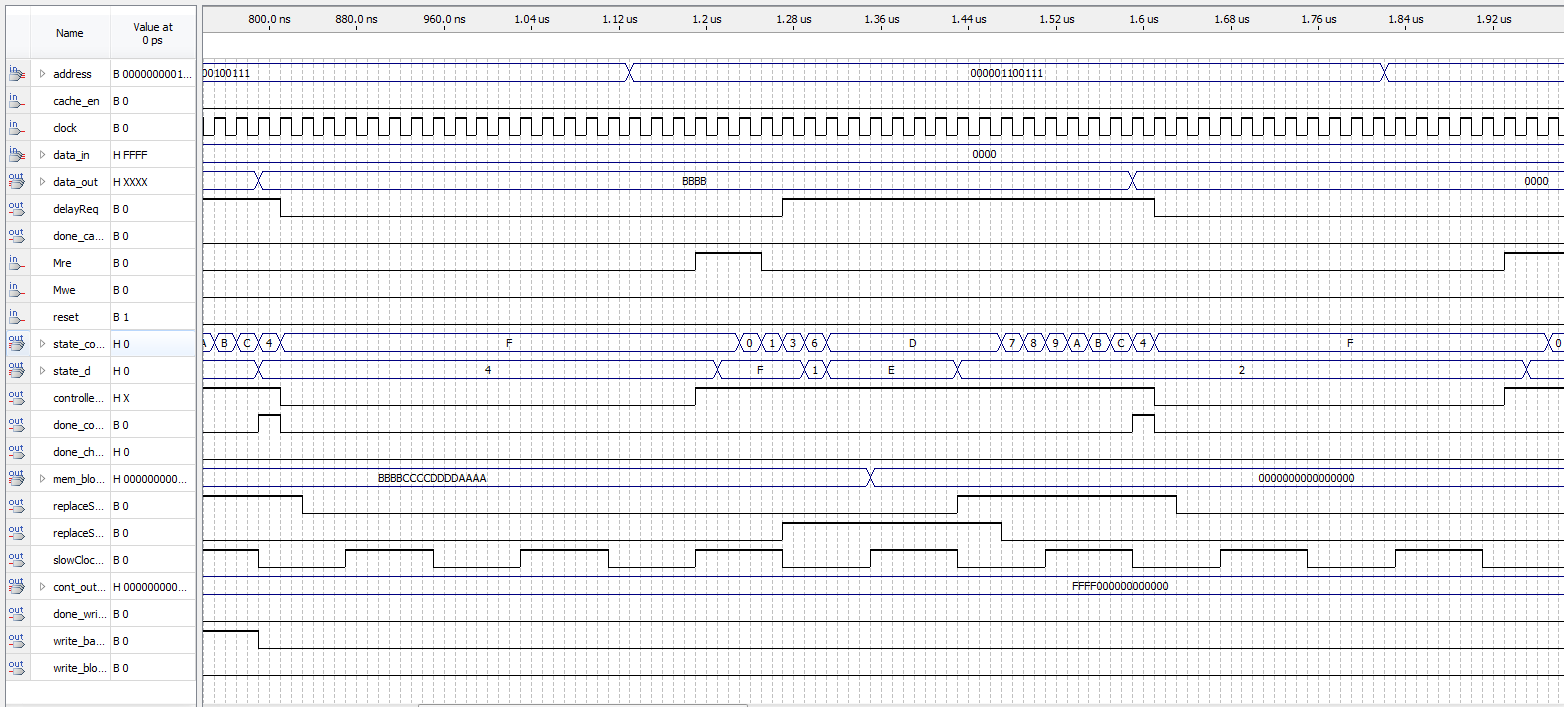 Name Value at 0 ps 800.0 ns 880.0 ns 960.0 ns 1.04 us 1.12 us 1.2 us 1.28 us 1.36 us 1.44 us 1.52 us 1.6 us 1.68 us 1.76 us 1.84 us 1.92 us
in address B 0000000001... 00100111 000001100111
in cache_en B 0
in clock B 0
in data_in H FFFF 0000
out data_out H XXXX BBBB 0000
out delayReq B 0
out done_ca... B 0
in Mre B 0
in Mwe B 0
in reset B 1
out state_co... H 0 A B C 4 F 0 1 3 6 D 7 8 9 A B C 4 F 0
out state_d H 0 4 F 1 E 2
out controlle... H X
out done_co... B 0
out done_ch... H 0
out mem_blo... H 000000000... BBBBCCCCDDDDAAAA 0000000000000000
out replaceS... B 0
out replaceS... B 0
out slowCloc... B 0
out cont_out... H 000000000... FFFF000000000000
out done_wri... B 0
out write_ba... B 0
out write_blo... B 0